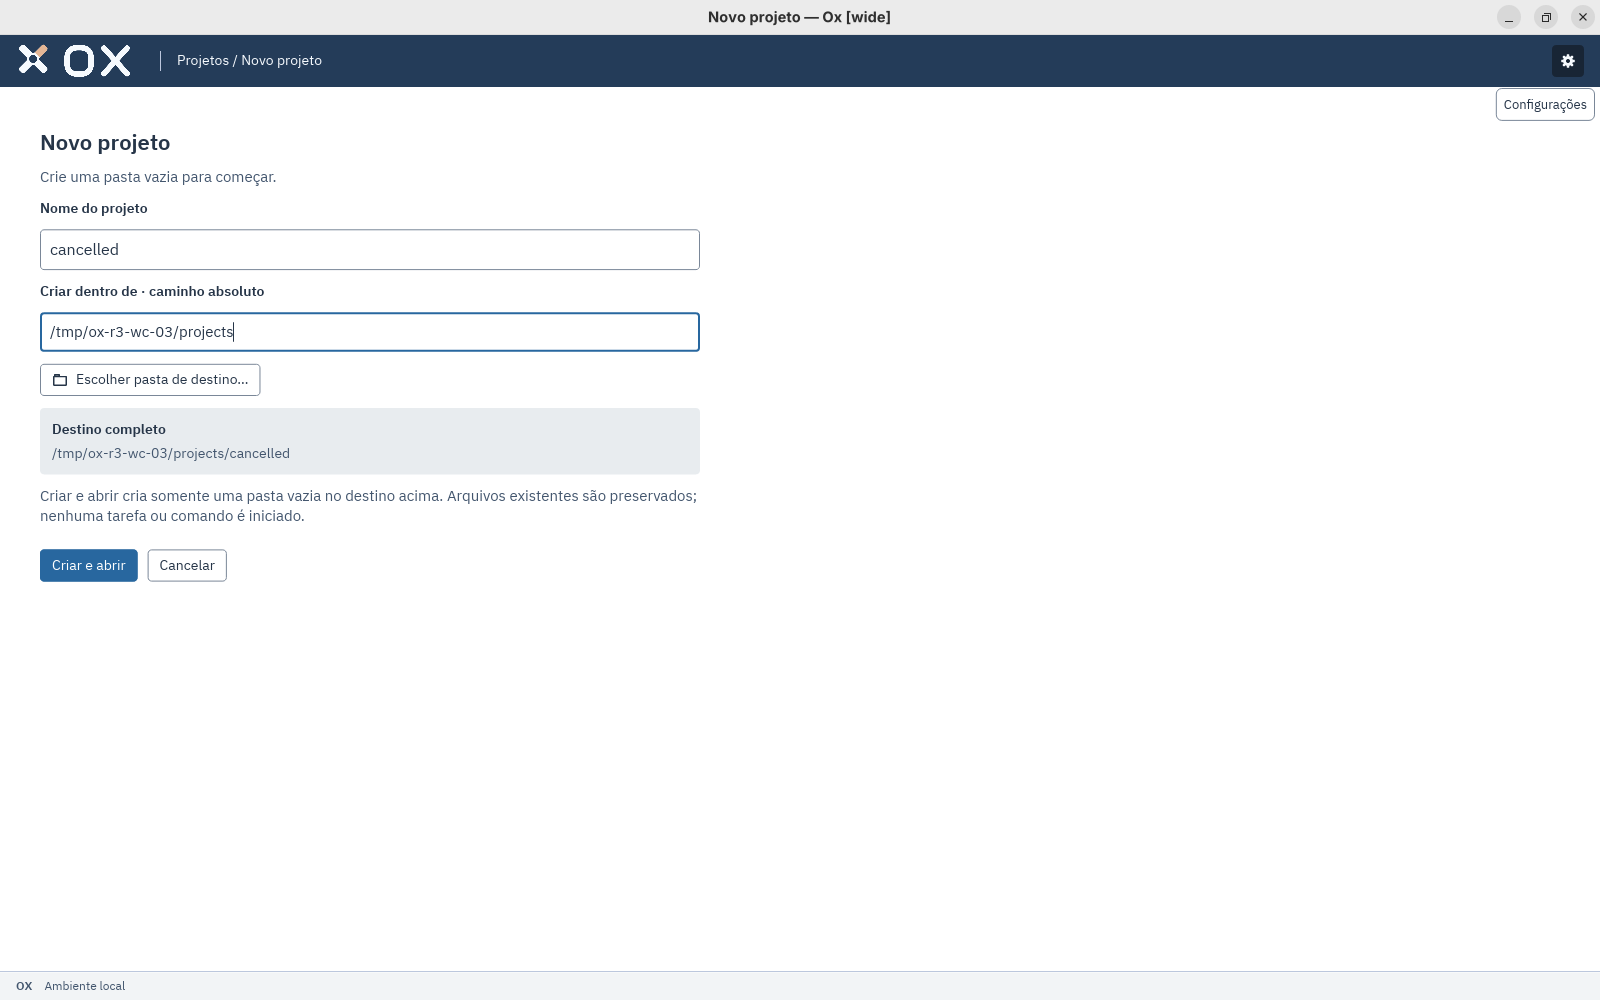 Novo projeto — Ox [wide]
OX
Projetos / Novo projeto
Configurações
Novo projeto
Crie uma pasta vazia para começar.
Nome do projeto
cancelled
Criar dentro de · caminho absoluto
/tmp/ox-r3-wc-03/projects
Escolher pasta de destino...
Destino completo
/tmp/ox-r3-wc-03/projects/cancelled
Criar e abrir cria somente uma pasta vazia no destino acima. Arquivos existentes são preservados;
nenhuma tarefa ou comando é iniciado.
Criar e abrir
Cancelar
OX Ambiente local